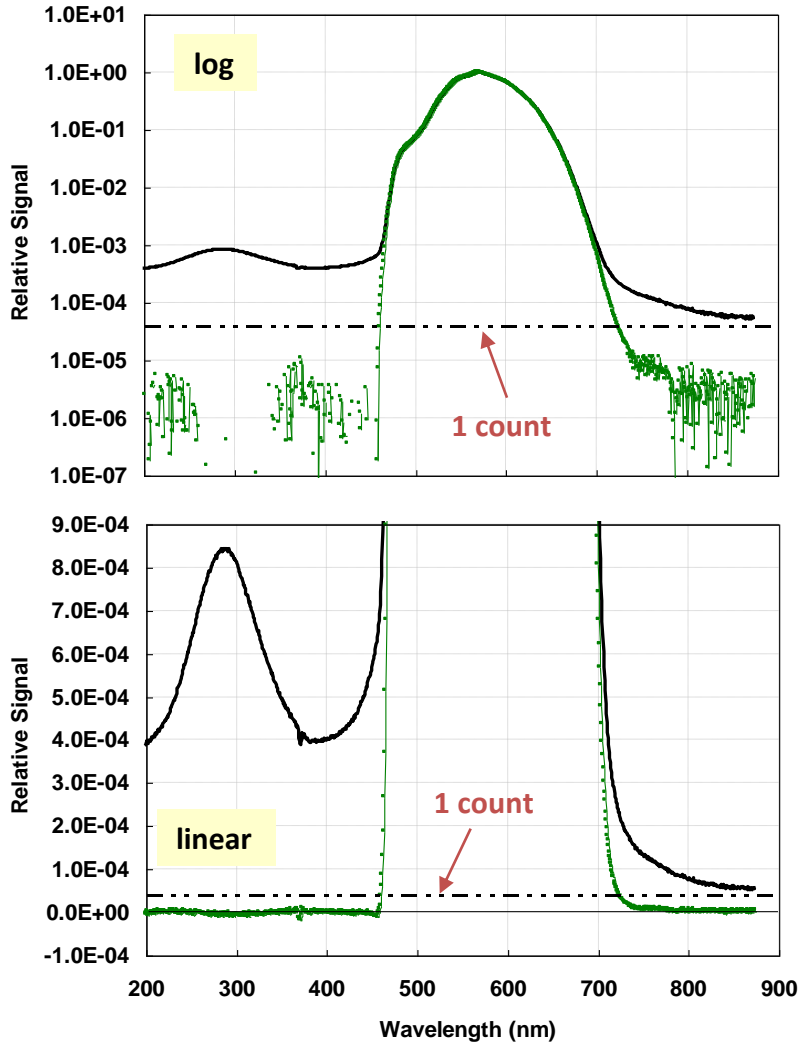 1.0E+01
log
1.0E+00
1.0E-01
1.0E-02
1.0E-03
1.0E-04
1.0E-05
1.0E-06
1.0E-07
Relative Signal
1 count
9.0E-04
8.0E-04
7.0E-04
6.0E-04
5.0E-04
4.0E-04
3.0E-04
2.0E-04
1.0E-04
0.0E+00
-1.0E-04
Relative Signal
1 count
linear
200 300 400 500 600 700 800 900
Wavelength (nm)